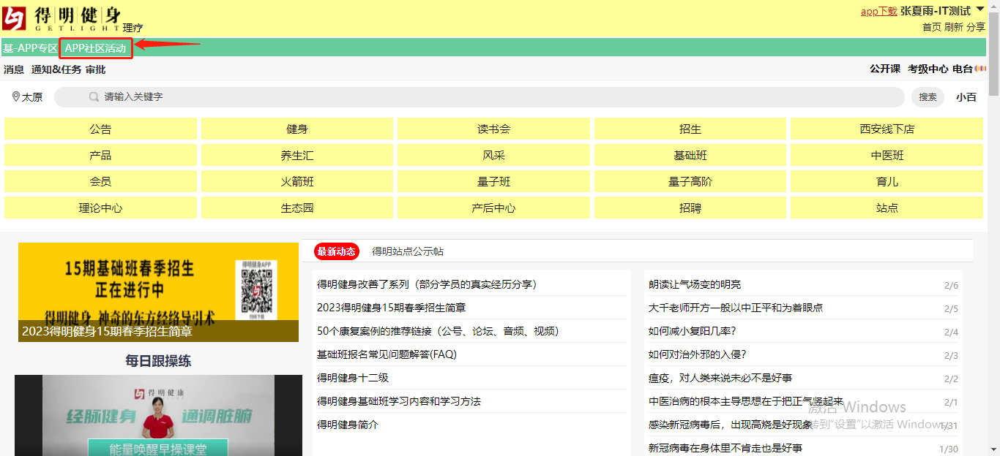 得明健身
GETLIGHT
理疗
app下载 张夏雨-IT测试
首页 刷新 分享
基-APP专区 APP社区活动
消息 通知&任务 审批
公开课 考级中心 电台
太原 请输入关键字 搜索 小百
公告 健身 读书会 招生 西安线下店
产品 养生汇 风采 基础班 中医班
会员 火箭班 量子班 量子高阶 育儿
理论中心 生态园 产后中心 招聘 站点
15期基础班春季招生
正在进行中
得明健身APP
扫码下载
得明健身 神奇的东方经络导引术
2023得明健身15期春季招生简章
每日跟操练
得明健康
经脉健身 通调脏腑
能量唤醒早操课堂
最新动态 得明站点公示帖
得明健身改善了系列（部分学员的真实经历分享）
2023得明健身15期春季招生简章
50个康复案例的推荐链接（公号、论坛、音频、视频）
基础班报名常见问题解答(FAQ)
得明健身十二级
得明健身基础班学习内容和学习方法
得明健身简介
朗读让气场变的明亮 2/6
大千老师开方一般以中正平和为着眼点 2/5
如何减小复阳几率? 2/4
如何对治外邪的入侵? 2/3
瘟疫，对人类来说未必不是好事 2/2
中医治病的根本主导思想在于把正气竖起来 2/1
感染新冠病毒后，出现高烧是好现象 1/31
新冠病毒在身体里不肯走也是好事 1/30
激活 Windows
转到"设置"以激活 Windows